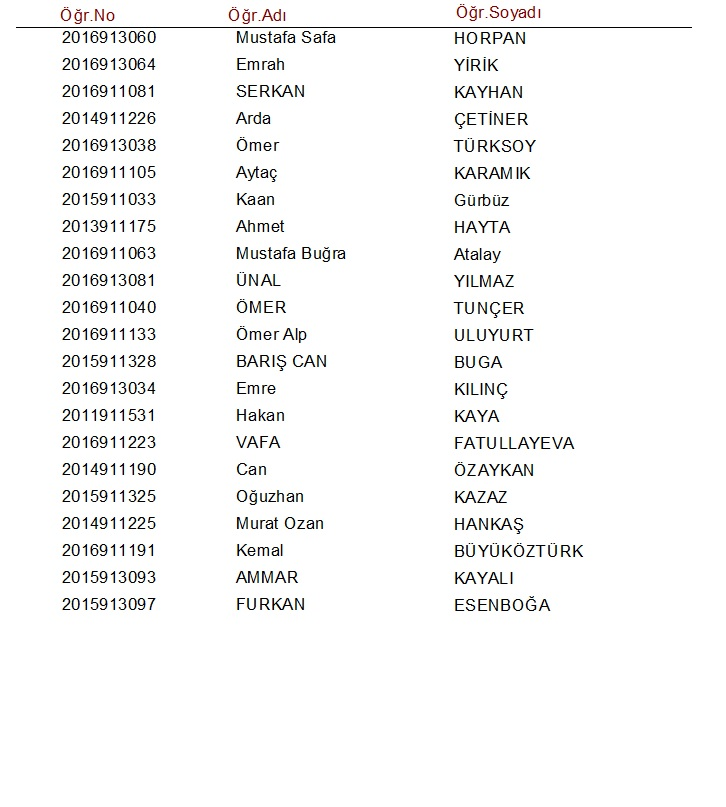 Öğr.No Öğr.Adı Öğr.Soyadı
2016913060 Mustafa Safa HORPAN
2016913064 Emrah YİRİK
2016911081 SERKAN KAYHAN
2014911226 Arda ÇETİNER
2016913038 Ömer TÜRKSOY
2016911105 Aytaç KARAMIK
2015911033 Kaan Gürbüz
2013911175 Ahmet HAYTA
2016911063 Mustafa Buğra Atalay
2016913081 ÜNAL YILMAZ
2016911040 ÖMER TUNÇER
2016911133 Ömer Alp ULUYURT
2015911328 BARIŞ CAN BUGA
2016913034 Emre KILINÇ
2011911531 Hakan KAYA
2016911223 VAFA FATULLAYEVA
2014911190 Can ÖZAYKAN
2015911325 Oğuzhan KAZAZ
2014911225 Murat Ozan HANKAŞ
2016911191 Kemal BÜYÜKÖZTÜRK
2015913093 AMMAR KAYALI
2015913097 FURKAN ESENBOĞA